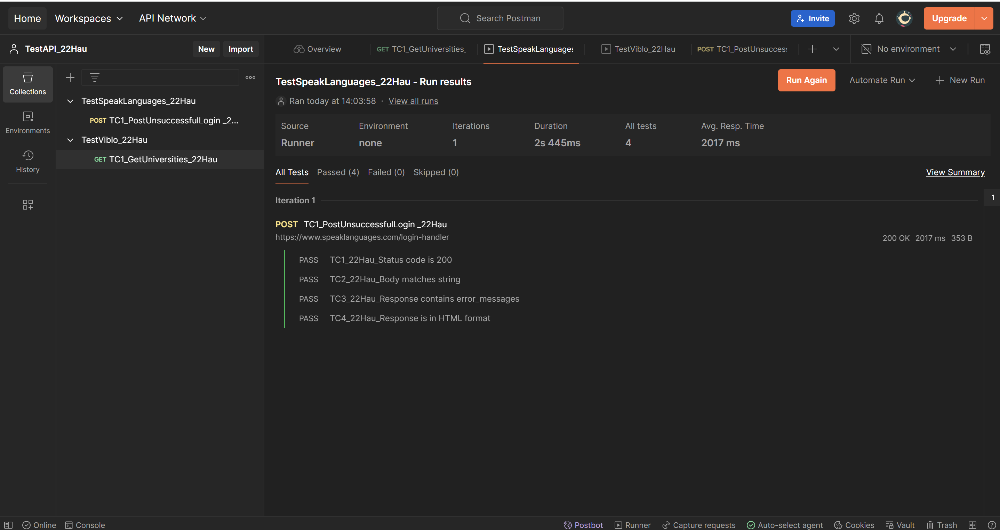 Home Workspaces API Network Search Postman Invite Upgrade
TestAPI_22Hau New Import
Overview GET TC1_GetUniversities_ TestSpeakLanguages TestViblo_22Hau POST TC1_PostUnsucces No environment
Collections
Environments
History
TestSpeakLanguages_22Hau
POST TC1_PostUnsuccessfulLogin _2...
TestViblo_22Hau
GET TC1_GetUniversities_22Hau
TestSpeakLanguages_22Hau - Run results
Run Again Automate Run New Run
Ran today at 14:03:58 · View all runs
Source Environment Iterations Duration All tests Avg. Resp. Time
Runner none 1 2s 445ms 4 2017 ms
All Tests Passed (4) Failed (0) Skipped (0) View Summary
Iteration 1
1
POST TC1_PostUnsuccessfulLogin _22Hau
https://www.speaklanguages.com/login-handler
200 OK 2017 ms 353 B
PASS TC1_22Hau_Status code is 200
PASS TC2_22Hau_Body matches string
PASS TC3_22Hau_Response contains error_messages
PASS TC4_22Hau_Response is in HTML format
Online Console Postbot Runner Capture requests Auto-select agent Cookies Vault Trash